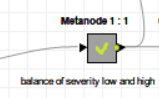 Metanode 1 : 1
balance of severity low and high